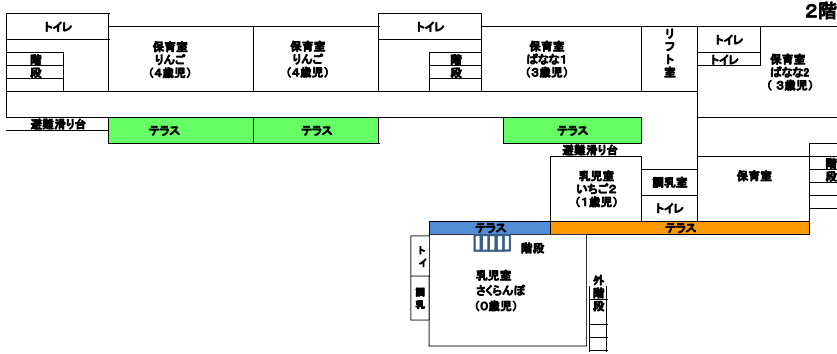 ２階
トイレ
保育室
りんご
（４歳児）
保育室
りんご
（４歳児）
トイレ
保育室
ばなな１
（３歳児）
リ
フ
ト
室
トイレ
トイレ
保育室
ばなな２
（３歳児）
階
段
階
段
避難滑り台
テラス
テラス
テラス
避難滑り台
乳児室
いちご２
（１歳児）
調乳室
トイレ
保育室
階
段
テラス
テラス
階段
ト
イ
調
乳
乳児室
さくらんぼ
（０歳児）
外
階
段